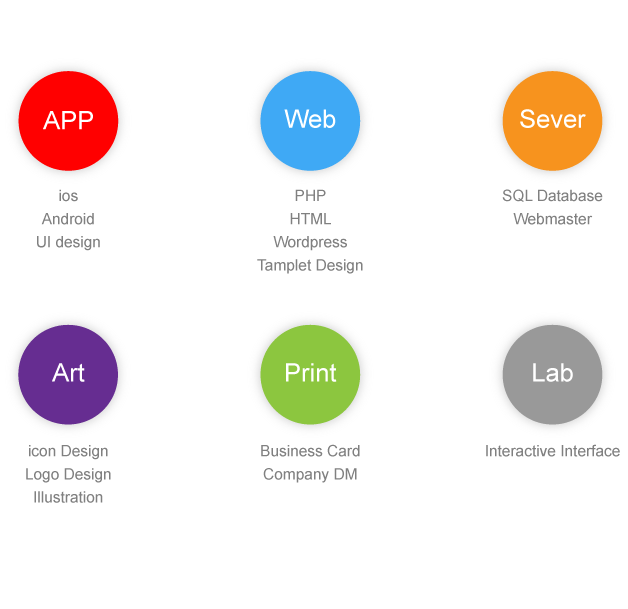 APP
ios
Android
UI design
Web
PHP
HTML
Wordpress
Tamplet Design
Sever
SQL Database
Webmaster
Art
icon Design
Logo Design
Illustration
Print
Business Card
Company DM
Lab
Interactive Interface